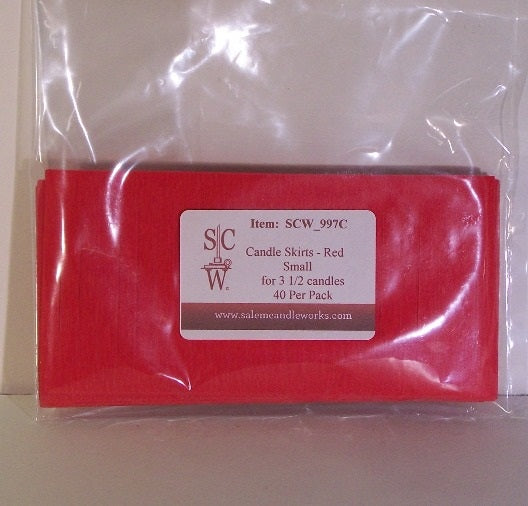 Item: SCW_997C
S C
W
Candle Skirts - Red
Small
for 3 1/2 candles
40 Per Pack
www.salemcandleworks.com